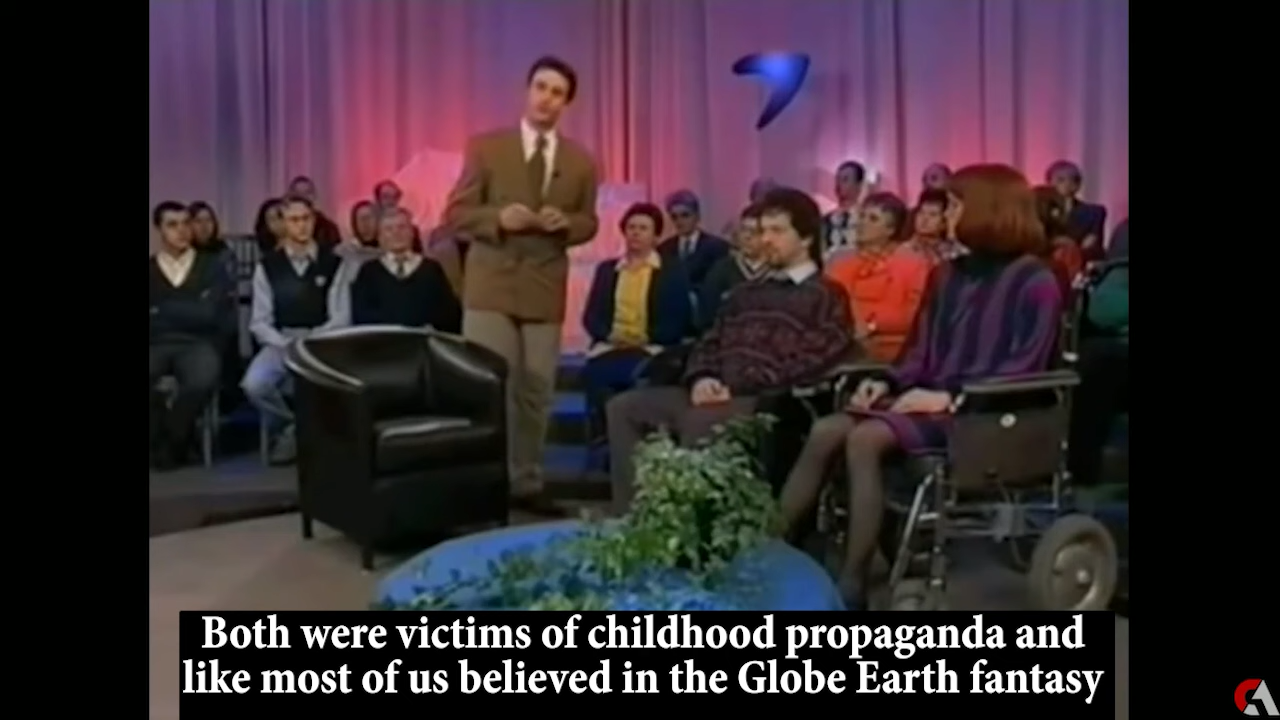 Both were victims of childhood propaganda and
like most of us believed in the Globe Earth fantasy